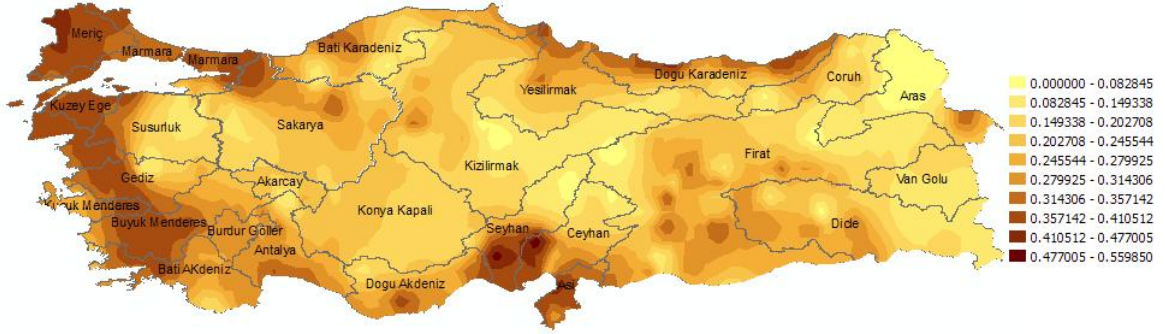 Meriç
Marmara
Marmara
Bati Karadeniz
Dogu Karadeniz
Coruh
Yesilirmak
Aras
Kuzey Ege
Susurluk
Sakarya
Kizilirmak
Firat
Van Golu
Gediz
Akarcay
Konya Kapali
Kucuk Menderes
Buyuk Menderes
Burdur Göller
Antalya
Seyhan
Ceyhan
Dicle
Bati AKdeniz
Dogu Akdeniz
Asi
0.000000 - 0.082845
0.082845 - 0.149338
0.149338 - 0.202708
0.202708 - 0.245544
0.245544 - 0.279925
0.279925 - 0.314306
0.314306 - 0.357142
0.357142 - 0.410512
0.410512 - 0.477005
0.477005 - 0.559850